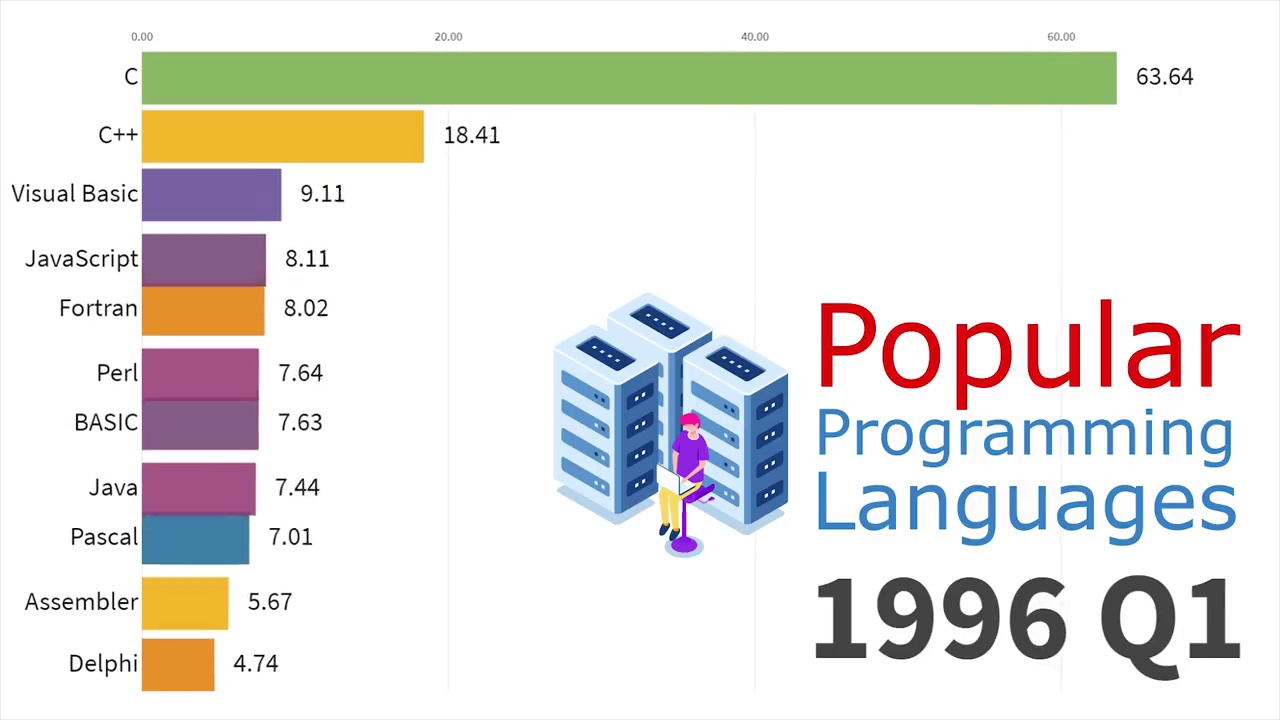 0.00 20.00 40.00 60.00
C 63.64
C++ 18.41
Visual Basic 9.11
JavaScript 8.11
Fortran 8.02
Perl 7.64
BASIC 7.63
Java 7.44
Pascal 7.01
Assembler 5.67
Delphi 4.74
Popular
Programming
Languages
1996 Q1